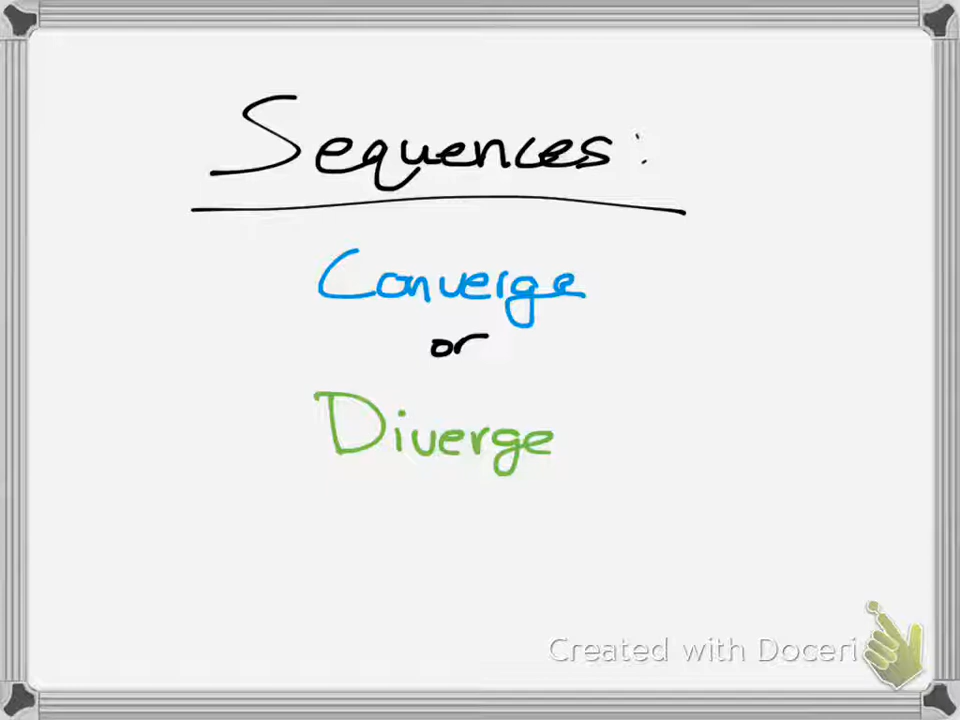 Sequences:
Converge
or
Diverge
Created with Doceri